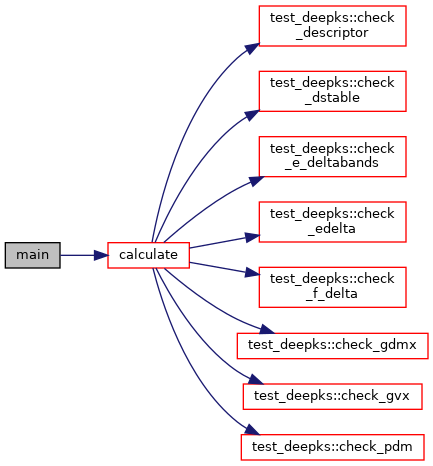 test_deepks::check
_descriptor
test_deepks::check
_dstable
test_deepks::check
_e_deltabands
test_deepks::check
_edelta
main
calculate
test_deepks::check
_f_delta
test_deepks::check_gdmx
test_deepks::check_gvx
test_deepks::check_pdm